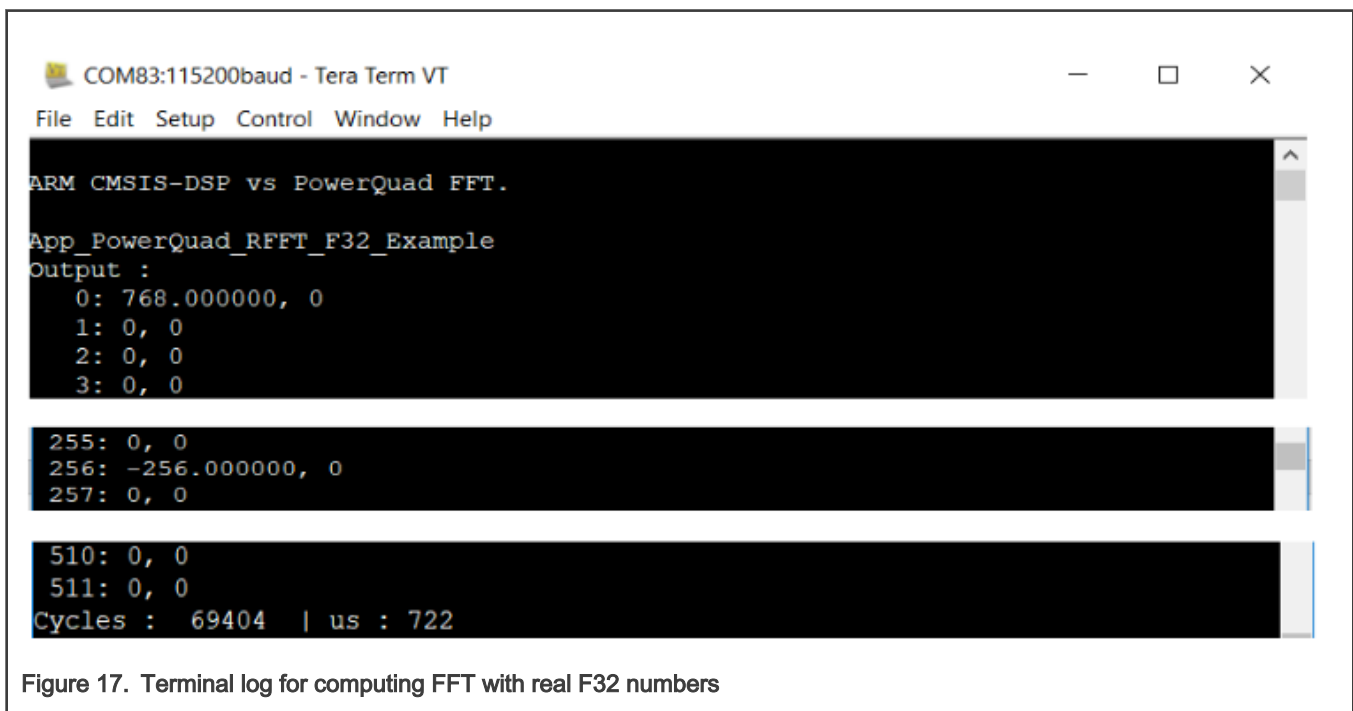 COM83:115200baud - Tera Term VT
File Edit Setup Control Window Help
ARM CMSIS-DSP vs PowerQuad FFT.
App_PowerQuad_RFFT_F32_Example
Output :
0: 768.000000, 0
1: 0, 0
2: 0, 0
3: 0, 0
255: 0, 0
256: -256.000000, 0
257: 0, 0
510: 0, 0
511: 0, 0
Cycles : 69404 | us : 722
Figure 17. Terminal log for computing FFT with real F32 numbers